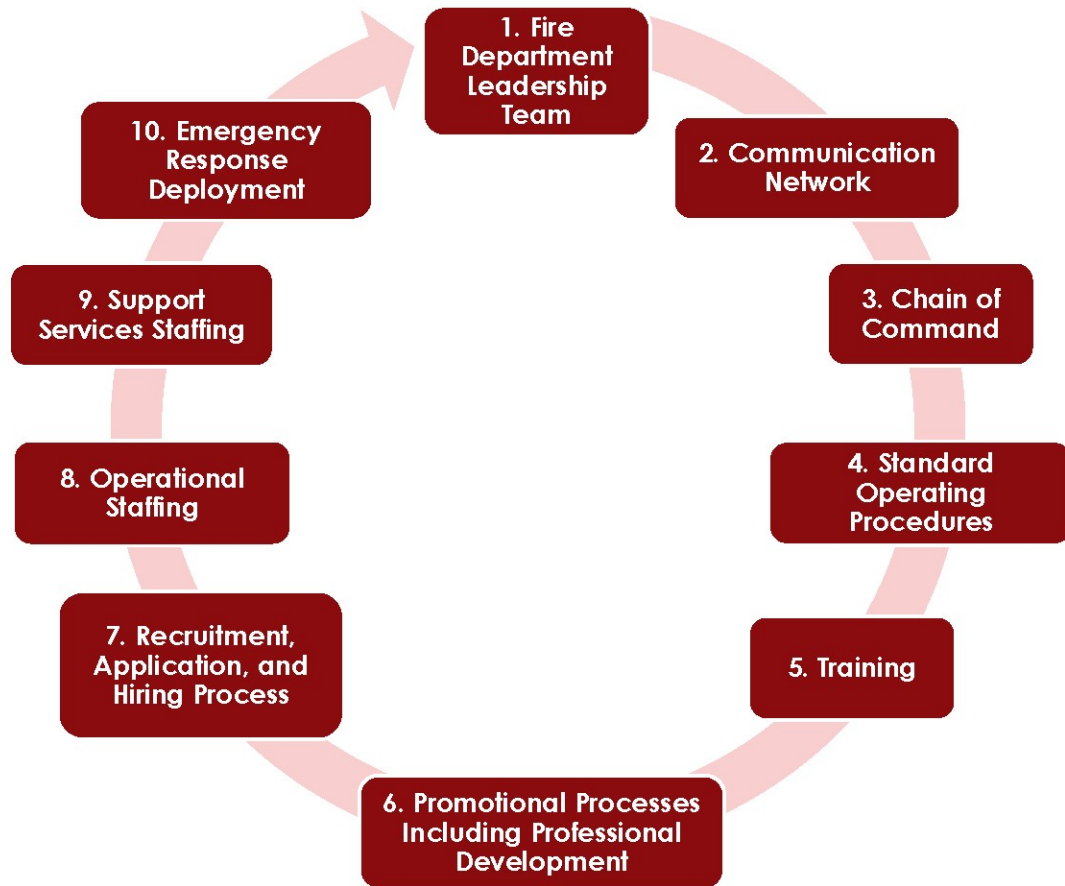 1. Fire
Department
Leadership
Team
2. Communication
Network
3. Chain of
Command
4. Standard
Operating
Procedures
5. Training
6. Promotional Processes
Including Professional
Development
7. Recruitment,
Application, and
Hiring Process
8. Operational
Staffing
9. Support
Services Staffing
10. Emergency
Response
Deployment